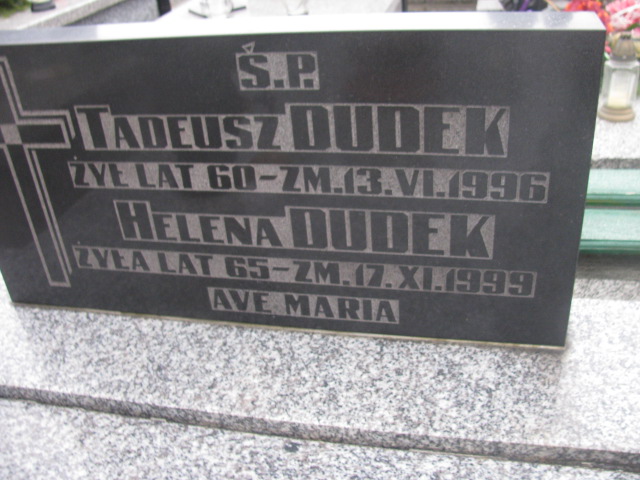 Ś.P.
TADEUSZ DUDEK
ŻYŁ LAT 60-ZM.13.VI.1996
HELENA DUDEK
ŻYŁA LAT 65-ZM.17.XI.1999
AVE MARIA